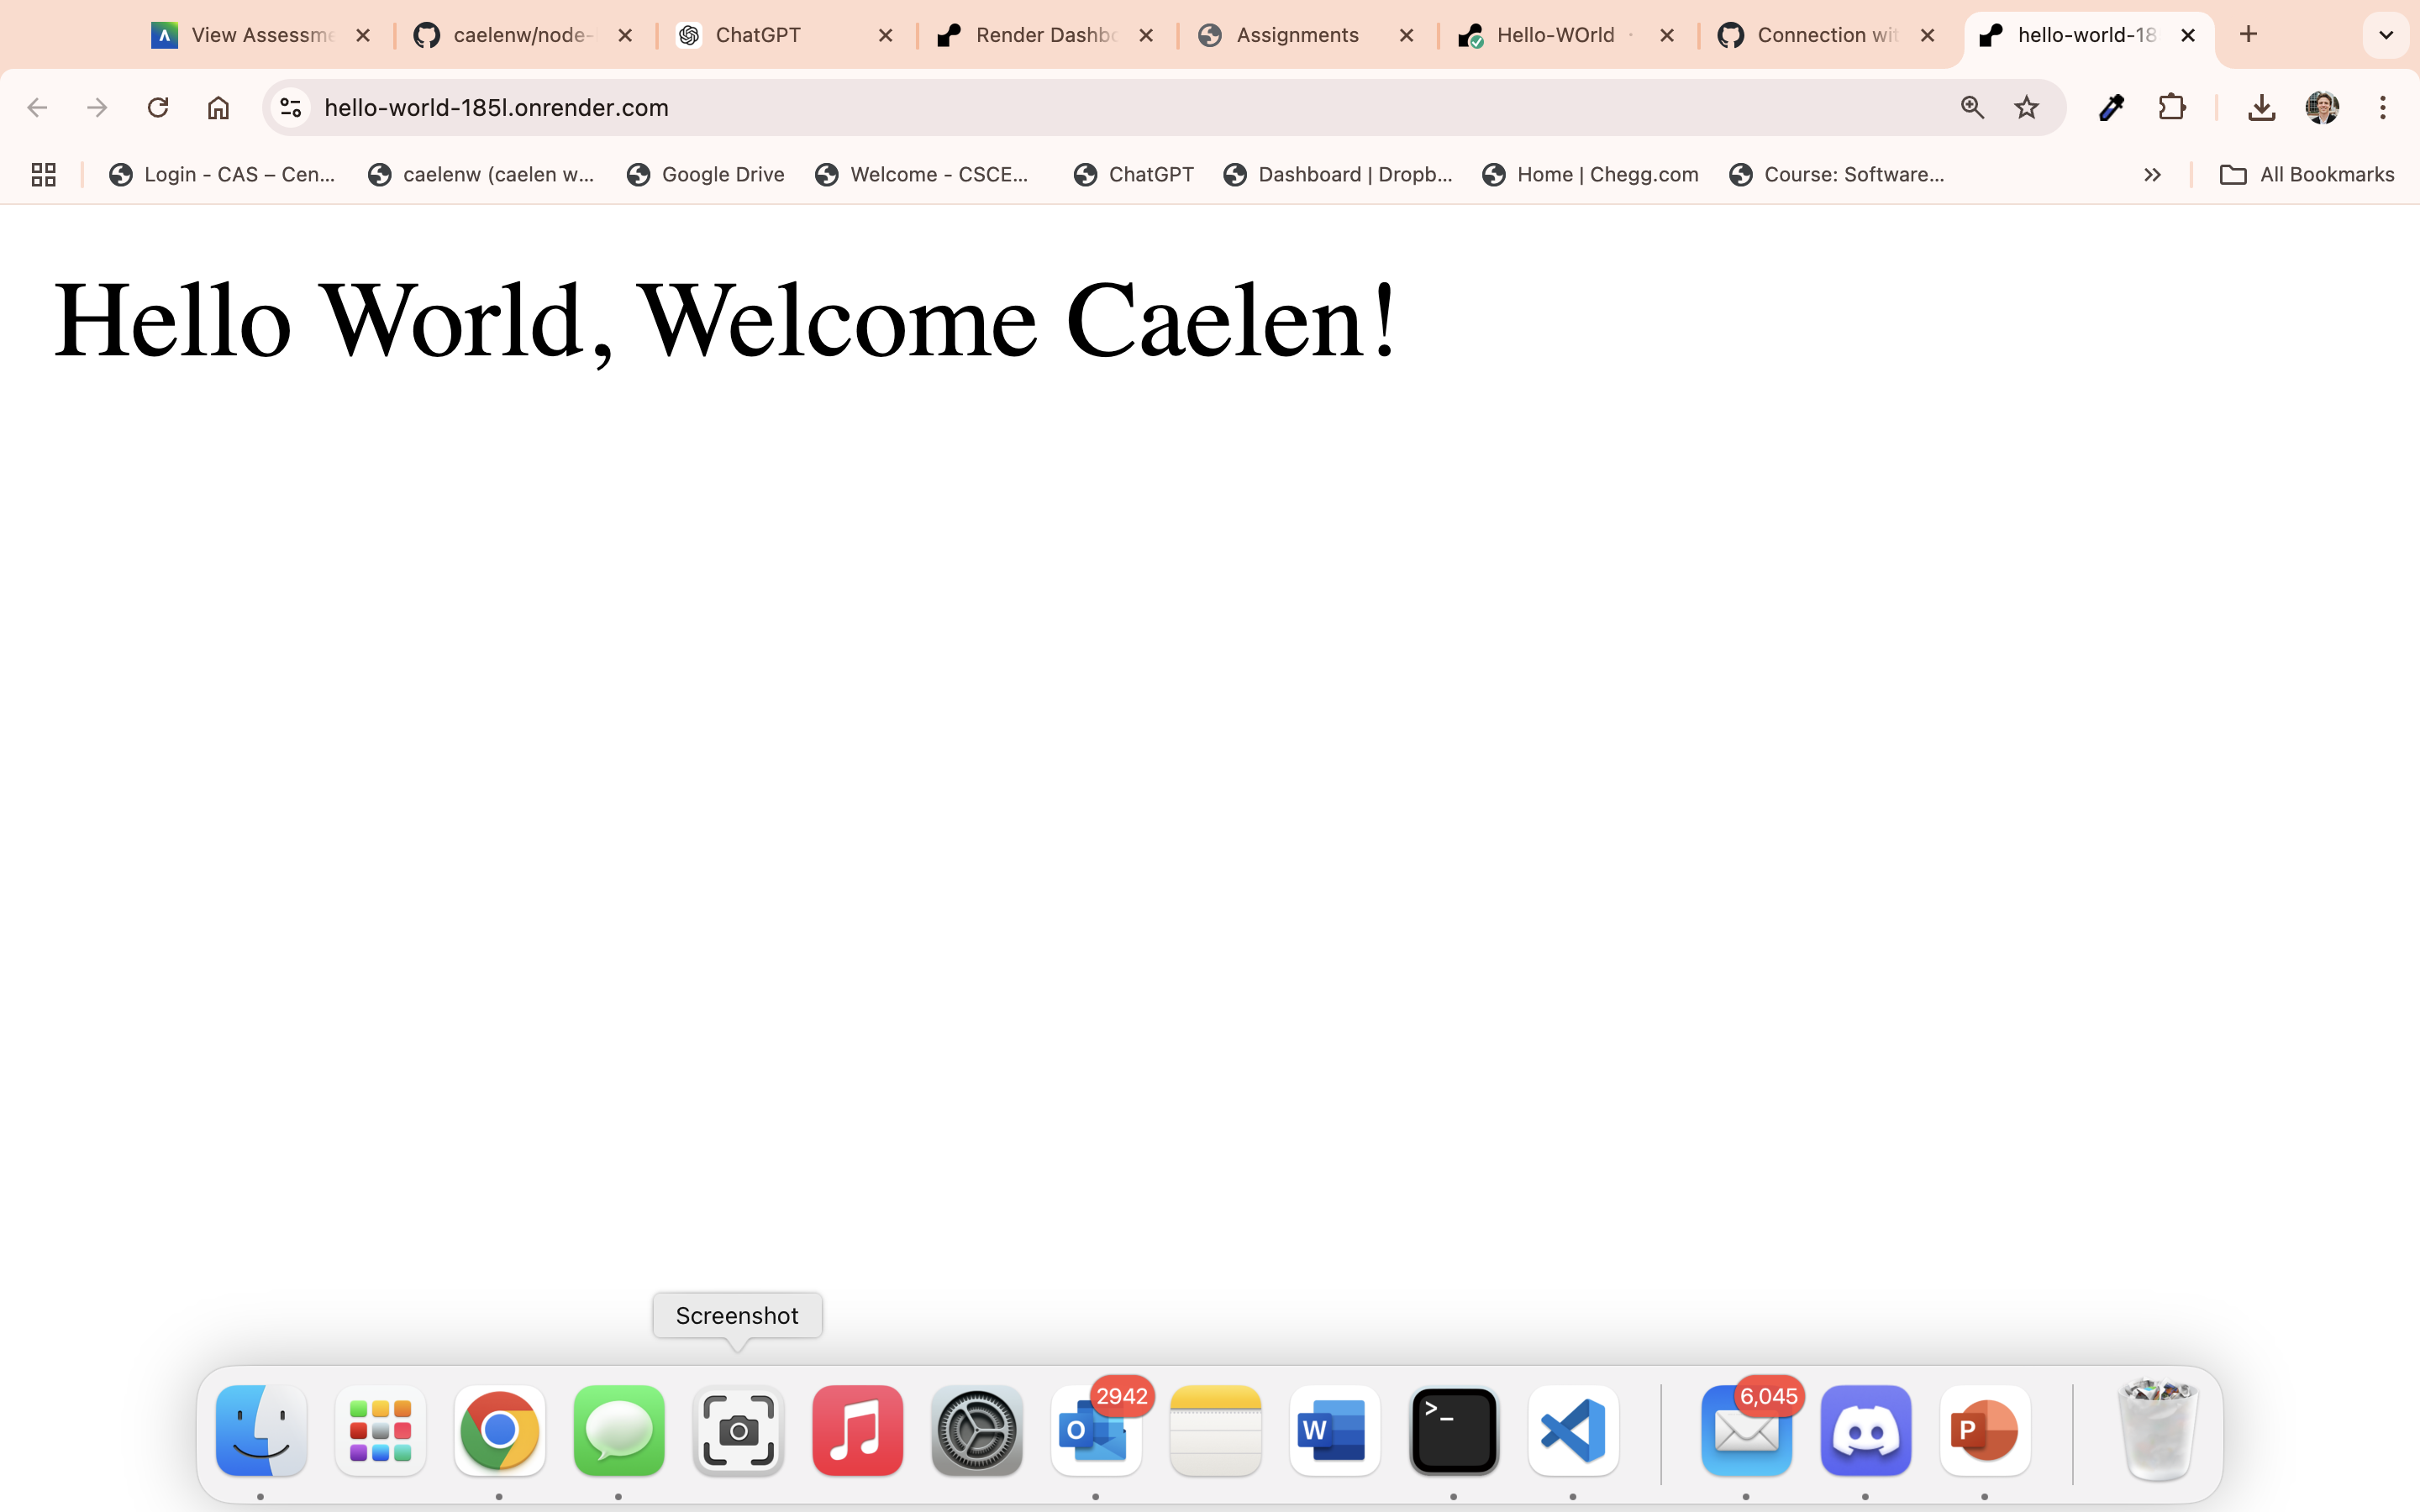 View Assessme
caelenw/node-
ChatGPT
Render Dashbo
Assignments
Hello-WOrld ·
Connection wit
hello-world-18
hello-world-185l.onrender.com
Login - CAS – Cen...
caelenw (caelen w...
Google Drive
Welcome - CSCE...
ChatGPT
Dashboard | Dropb...
Home | Chegg.com
Course: Software...
All Bookmarks
Hello World, Welcome Caelen!
Screenshot
2942
6,045
O
W
>_
P